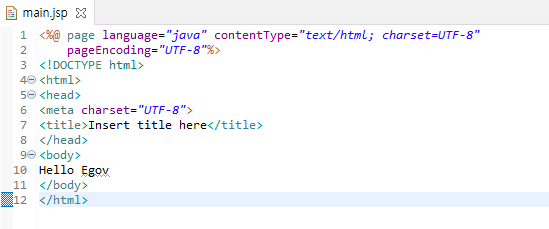 main.jsp
1 <%@ page language="java" contentType="text/html; charset=UTF-8"
2 pageEncoding="UTF-8"%>
3 <!DOCTYPE html>
4 <html>
5 <head>
6 <meta charset="UTF-8">
7 <title>Insert title here</title>
8 </head>
9 <body>
10 Hello Egov
11 </body>
12 </html>